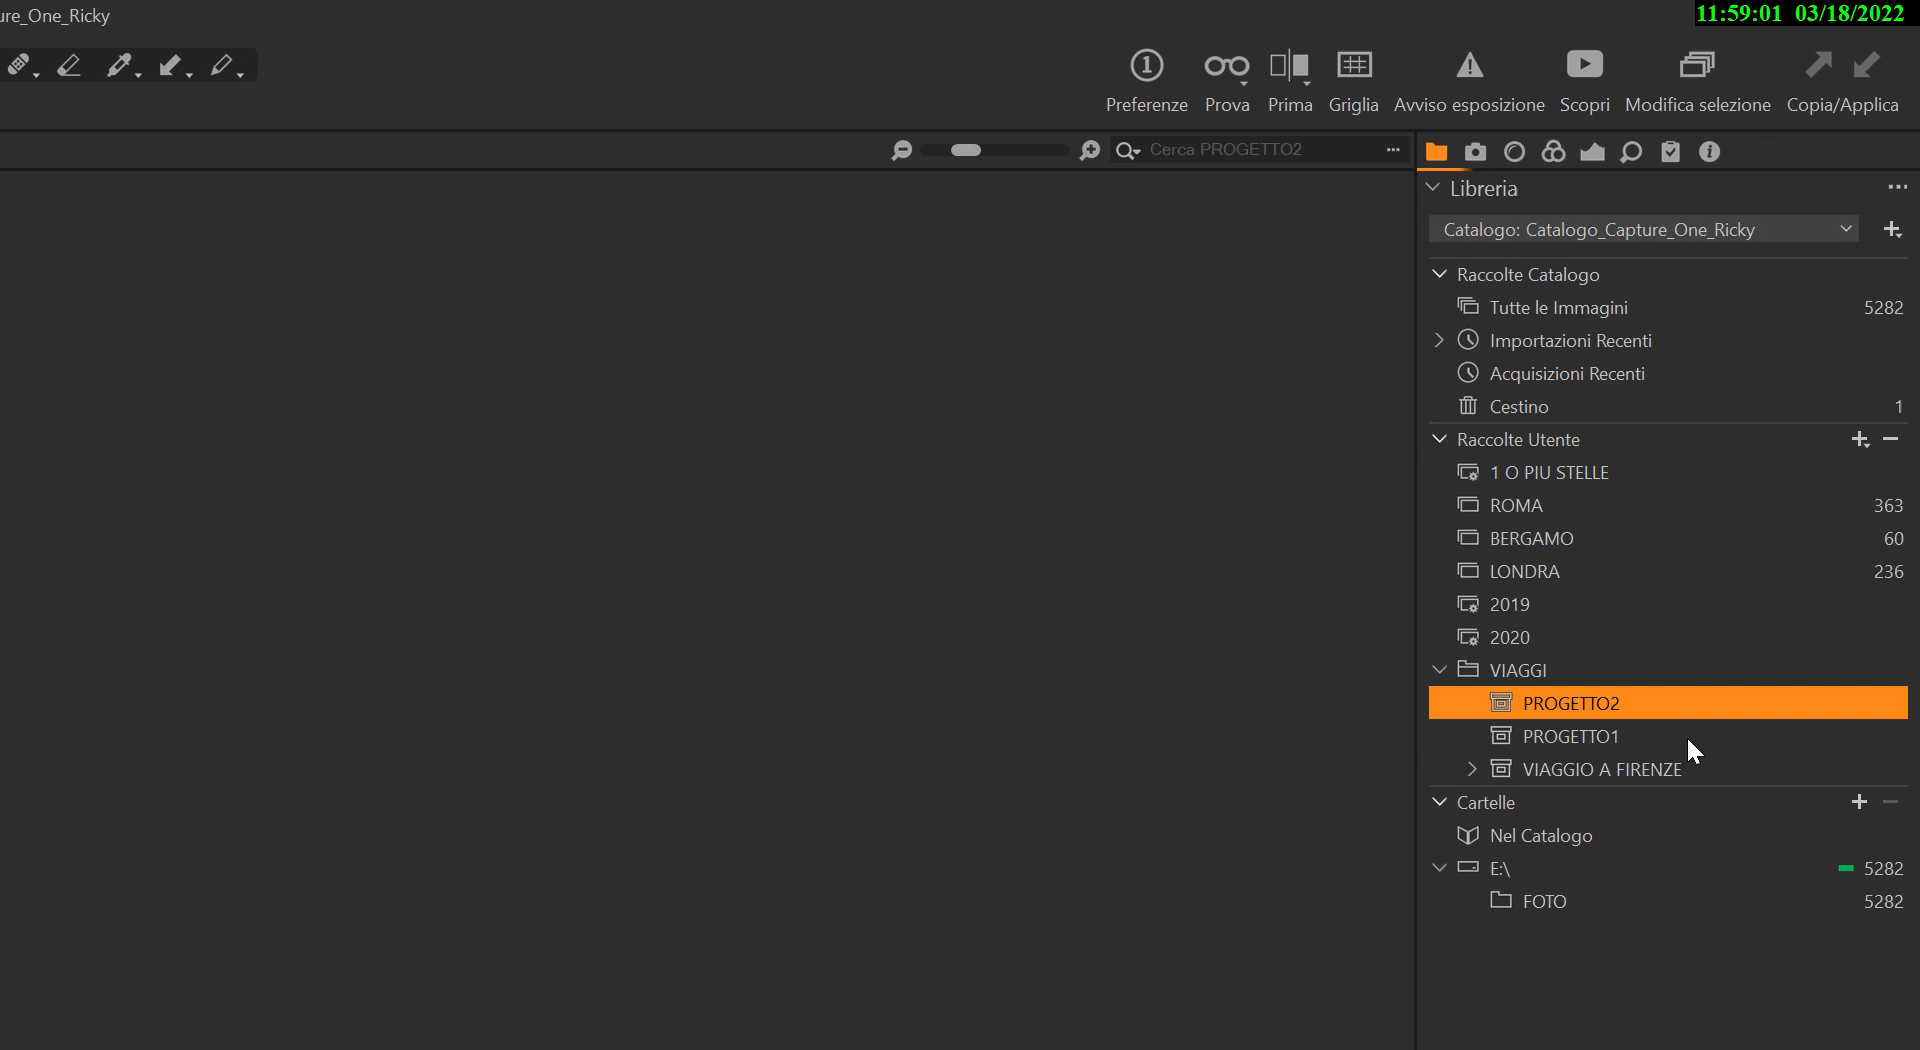 ure_One_Ricky
11:59:01 03/18/2022
Preferenze Prova Prima Griglia Avviso esposizione Scopri Modifica selezione Copia/Applica
Cerca PROGETTO2
Libreria
Catalogo: Catalogo_Capture_One_Ricky
Raccolte Catalogo
Tutte le Immagini 5282
Importazioni Recenti
Acquisizioni Recenti
Cestino 1
Raccolte Utente
1 O PIU STELLE
ROMA 363
BERGAMO 60
LONDRA 236
2019
2020
VIAGGI
PROGETTO2
PROGETTO1
VIAGGIO A FIRENZE
Cartelle
Nel Catalogo
E:\ 5282
FOTO 5282